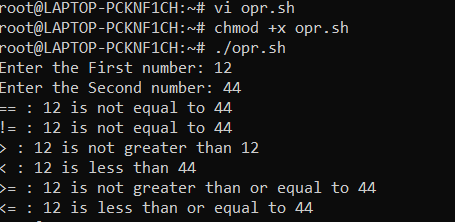 root@LAPTOP-PCKNF1CH:~# vi opr.sh
root@LAPTOP-PCKNF1CH:~# chmod +x opr.sh
root@LAPTOP-PCKNF1CH:~# ./opr.sh
Enter the First number: 12
Enter the Second number: 44
== : 12 is not equal to 44
!= : 12 is not equal to 44
> : 12 is not greater than 12
< : 12 is less than 44
>= : 12 is not greater than or equal to 44
<= : 12 is less than or equal to 44